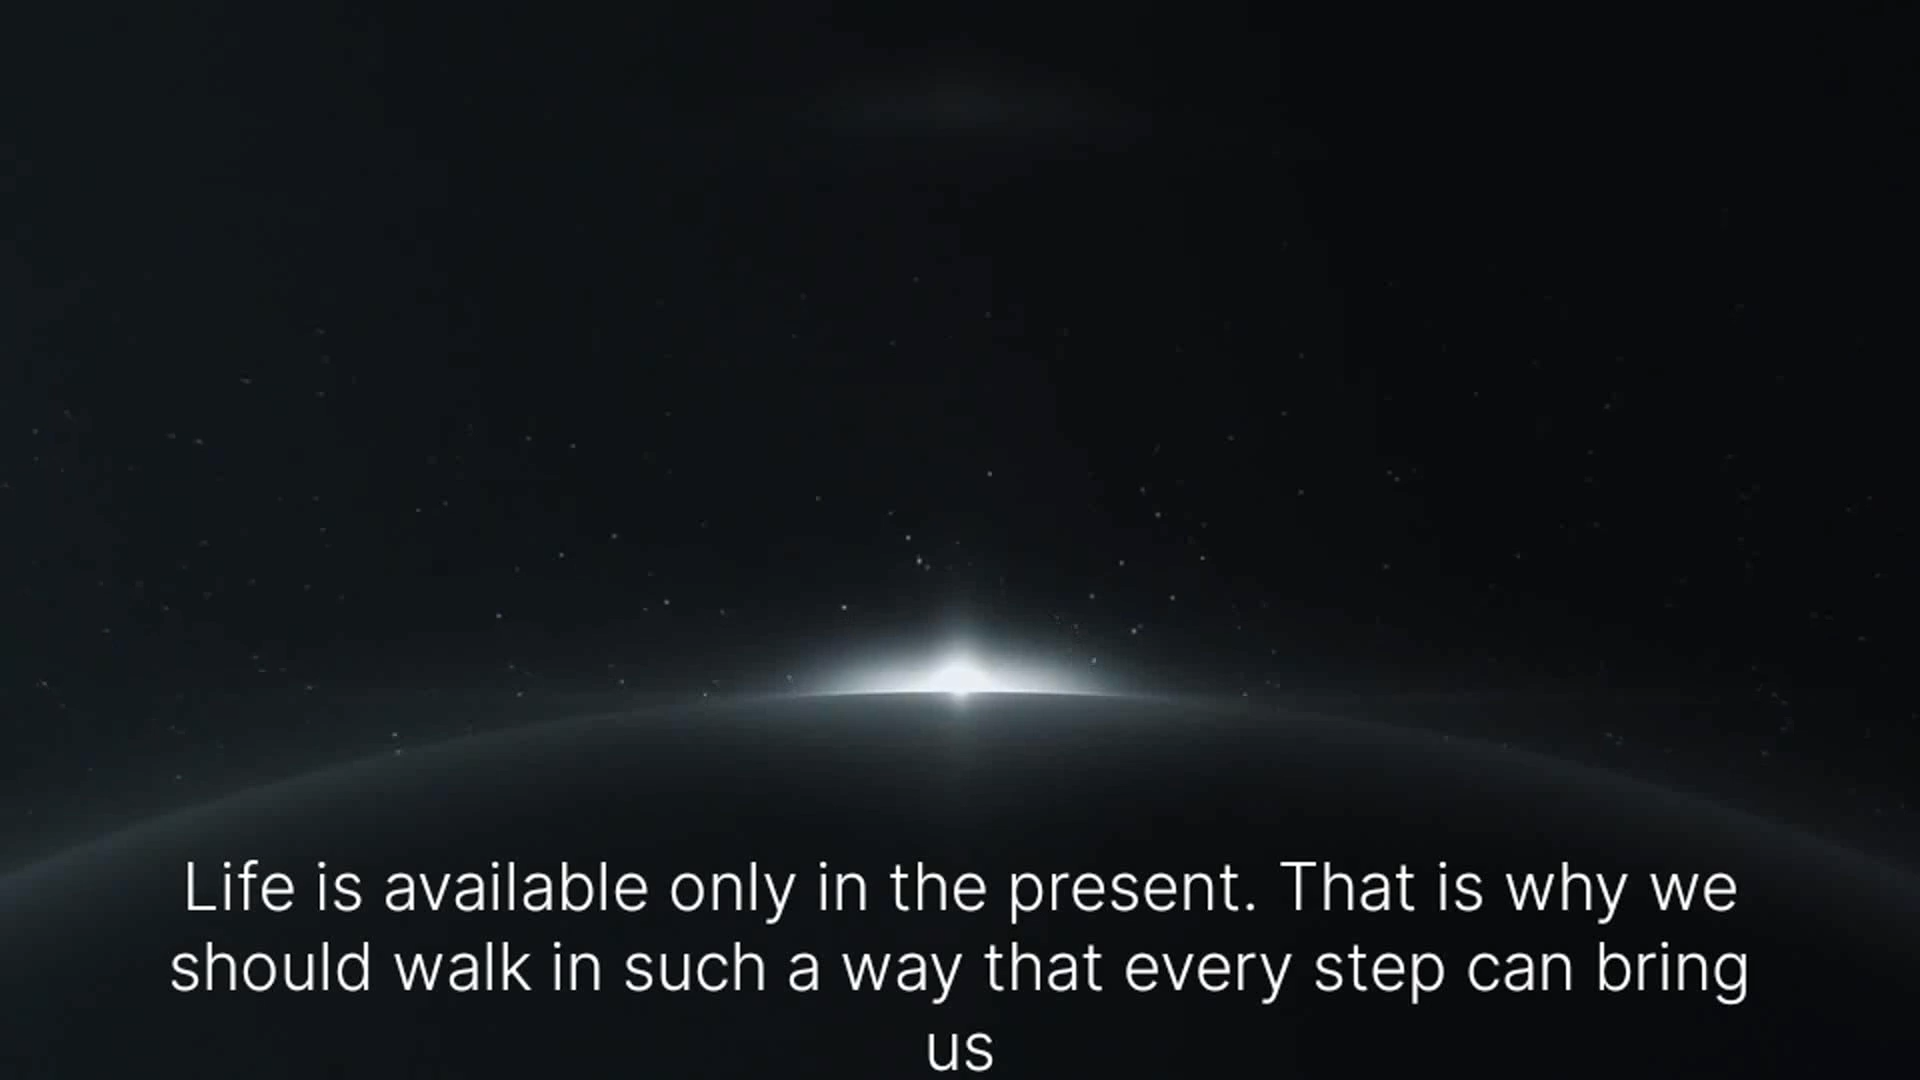 Life is available only in the present. That is why we
should walk in such a way that every step can bring
us